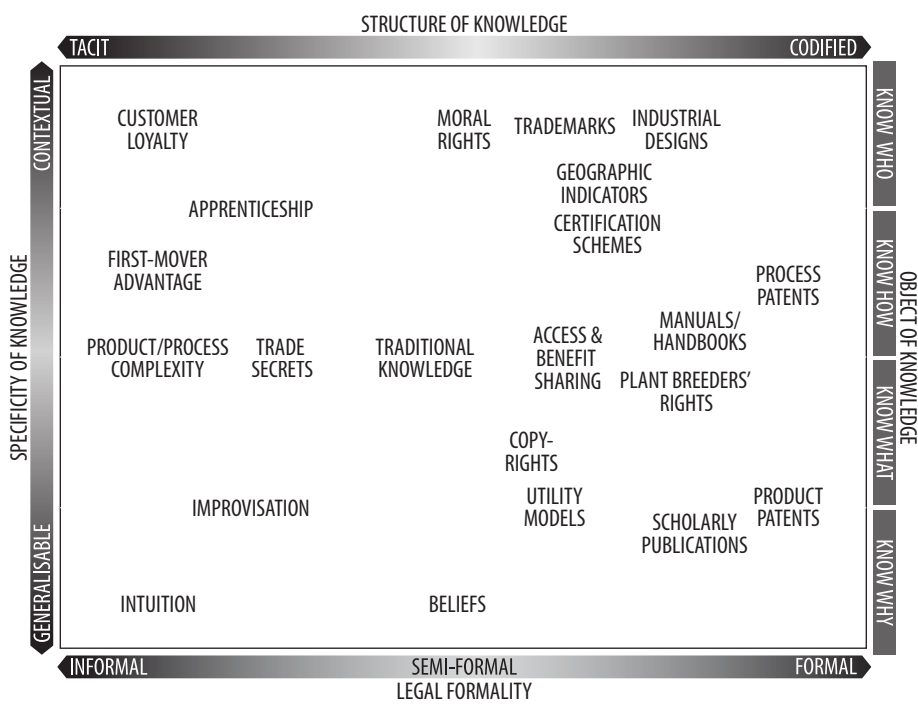 STRUCTURE OF KNOWLEDGE
TACIT
CODIFIED
CONTEXTUAL
SPECIFICITY OF KNOWLEDGE
GENERALISABLE
CUSTOMER
LOYALTY
MORAL
RIGHTS
TRADEMARKS
INDUSTRIAL
DESIGNS
GEOGRAPHIC
INDICATORS
APPRENTICESHIP
CERTIFICATION
SCHEMES
FIRST-MOVER
ADVANTAGE
PROCESS
PATENTS
MANUALS/
HANDBOOKS
PRODUCT/PROCESS
COMPLEXITY
TRADE
SECRETS
TRADITIONAL
KNOWLEDGE
ACCESS &
BENEFIT
SHARING
PLANT BREEDERS'
RIGHTS
COPY-
RIGHTS
IMPROVISATION
UTILITY
MODELS
SCHOLARLY
PUBLICATIONS
PRODUCT
PATENTS
INTUITION
BELIEFS
KNOW WHO
KNOW HOW
KNOW WHAT
KNOW WHY
OBJECT OF KNOWLEDGE
INFORMAL
SEMI-FORMAL
FORMAL
LEGAL FORMALITY